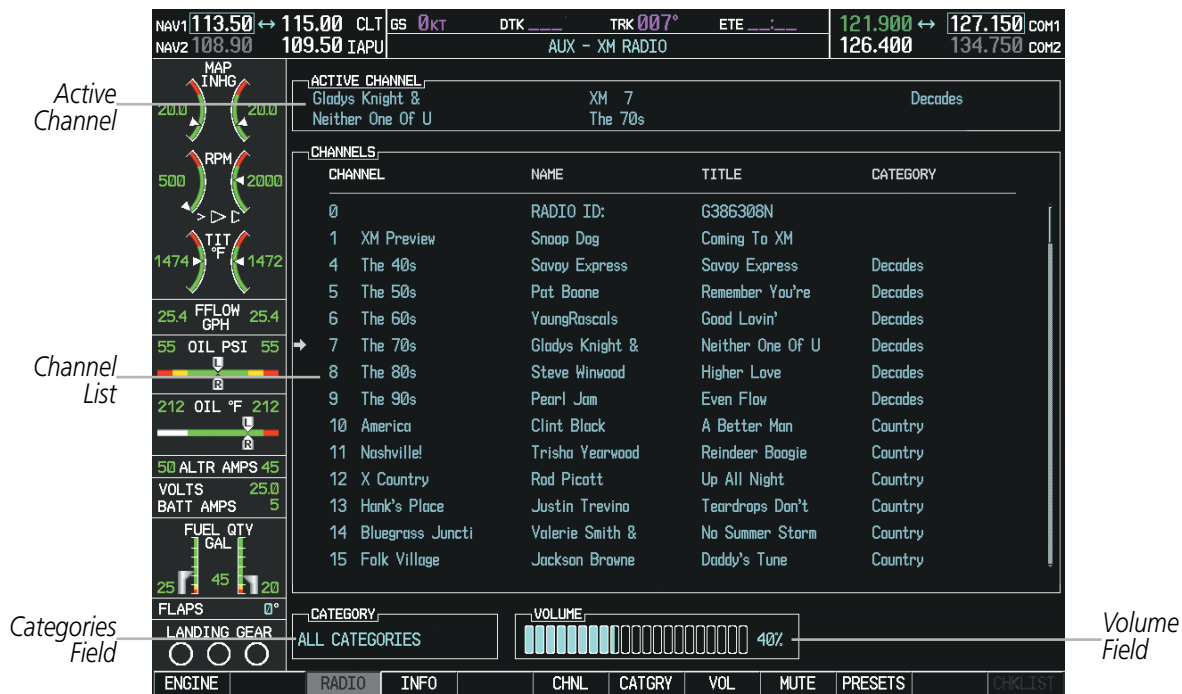 NAV1 113.50 ↔ 115.00 CLT GS 0KT DTK ___° TRK 007° ETE __:__ 121.900 ↔ 127.150 COM1
NAV2 108.90 109.50 IAPU AUX - XM RADIO 126.400 134.750 COM2
MAP
INHG
20.0 20.0
RPM
500 2000
TIT
°F
1474 1472
25.4 FFLOW GPH 25.4
55 OIL PSI 55
L
R
212 OIL °F 212
L
R
50 ALTR AMPS 45
VOLTS 25.0
BATT AMPS 5
FUEL QTY
GAL
45
25 20
FLAPS 0°
LANDING GEAR
Active
Channel
ACTIVE CHANNEL
Gladys Knight & XM 7 Decades
Neither One Of U The 70s
CHANNELS
CHANNEL NAME TITLE CATEGORY
0 RADIO ID: G386308N
1 XM Preview Snoop Dog Coming To XM
4 The 40s Savoy Express Savoy Express Decades
5 The 50s Pat Boone Remember You're Decades
6 The 60s YoungRascals Good Lovin' Decades
7 The 70s Gladys Knight & Neither One Of U Decades
8 The 80s Steve Winwood Higher Love Decades
9 The 90s Pearl Jam Even Flow Decades
10 America Clint Black A Better Man Country
11 Nashville! Trisha Yearwood Reindeer Boogie Country
12 X Country Rod Picott Up All Night Country
13 Hank's Place Justin Trevino Teardrops Don't Country
14 Bluegrass Juncti Valerie Smith & No Summer Storm Country
15 Folk Village Jackson Browne Daddy's Tune Country
Channel
List
Categories
Field
CATEGORY
ALL CATEGORIES
VOLUME
40%
Volume
Field
ENGINE RADIO INFO CHNL CATGRY VOL MUTE PRESETS CHKLIST